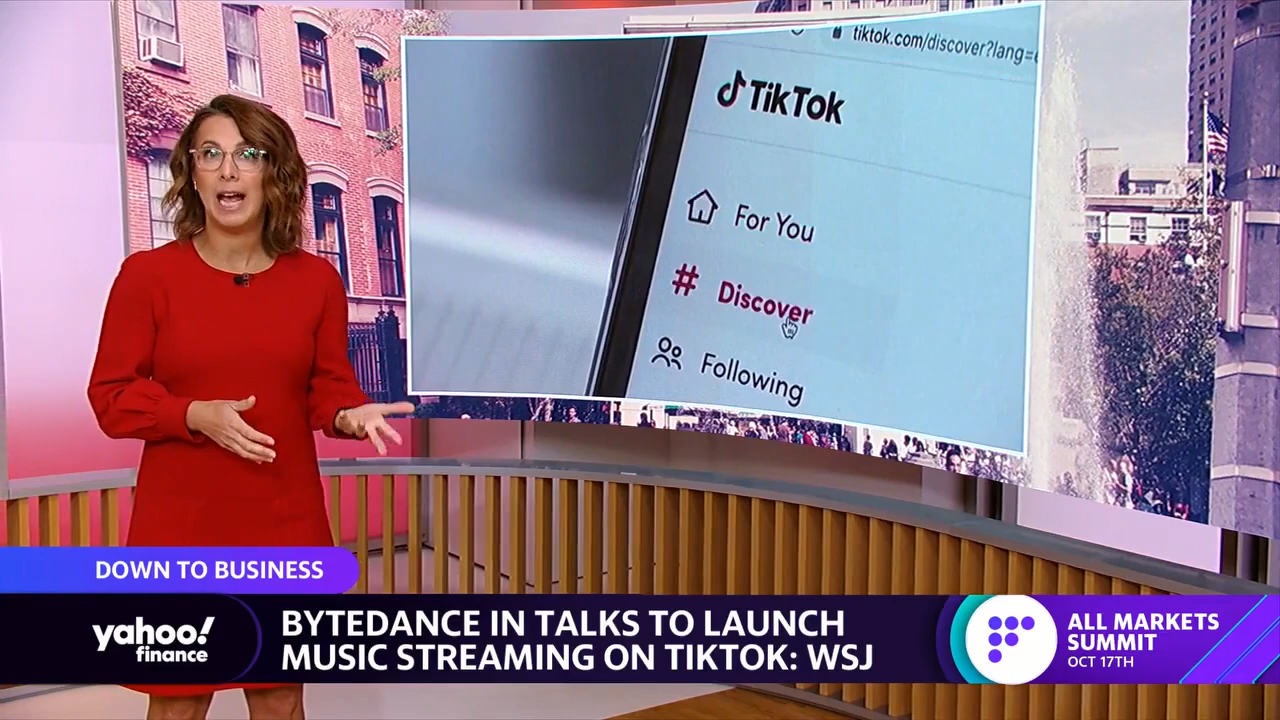 tiktok.com/discover?lang=
TikTok
For You
# Discover
Following
DOWN TO BUSINESS
yahoo!
finance
BYTEDANCE IN TALKS TO LAUNCH
MUSIC STREAMING ON TIKTOK: WSJ
ALL MARKETS
SUMMIT
OCT 17TH